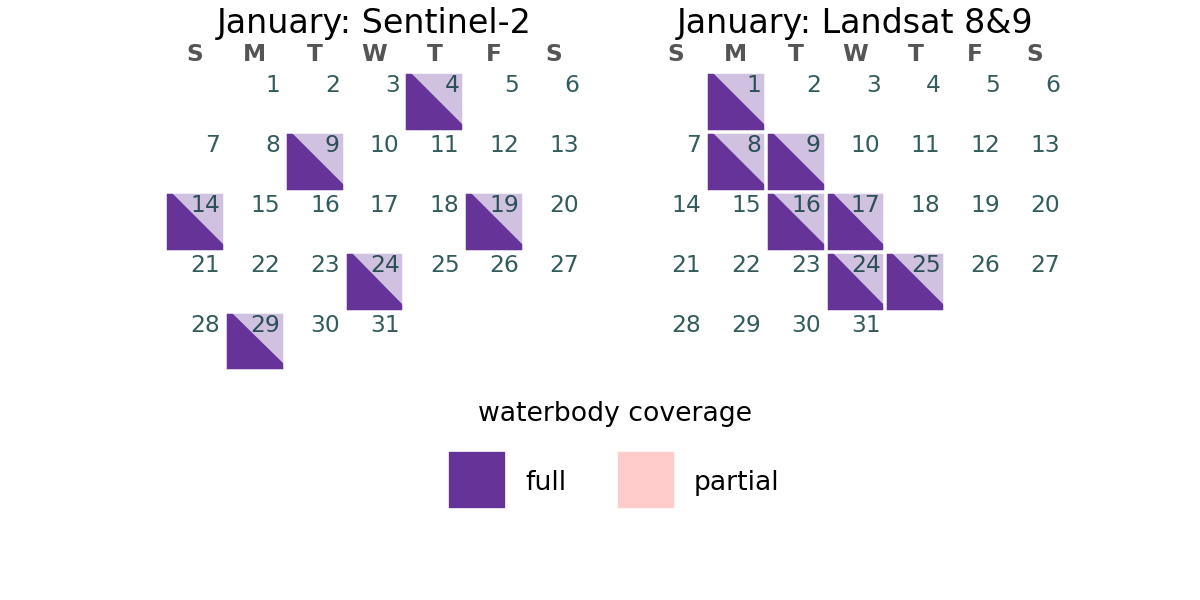 January: Sentinel-2
S M T W T F S
1 2 3 4 5 6
7 8 9 10 11 12 13
14 15 16 17 18 19 20
21 22 23 24 25 26 27
28 29 30 31
January: Landsat 8&9
S M T W T F S
1 2 3 4 5 6
7 8 9 10 11 12 13
14 15 16 17 18 19 20
21 22 23 24 25 26 27
28 29 30 31
waterbody coverage
full partial